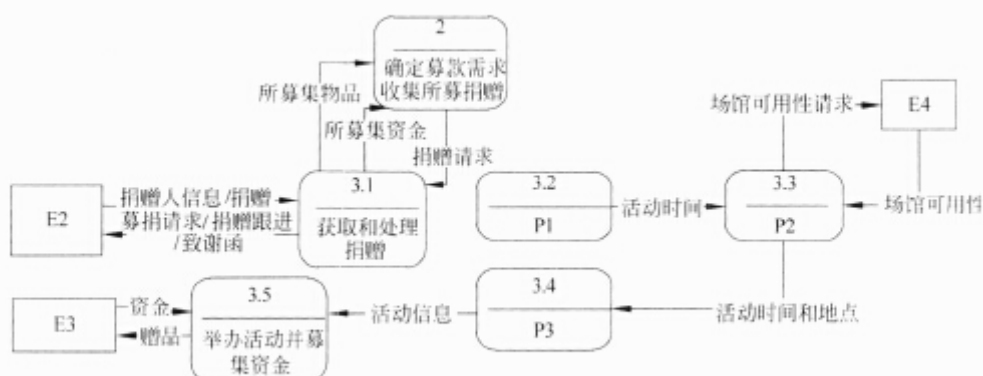 2
确定募款需求
收集所募捐赠
所募集物品
所募集资金
捐赠请求
场馆可用性请求
E4
E2
捐赠人信息/捐赠
募捐请求/捐赠跟进
/致谢函
3.1
获取和处理
捐赠
3.2
P1
活动时间
3.3
P2
场馆可用性
E3
资金
赠品
3.5
举办活动并募
集资金
活动信息
3.4
P3
活动时间和地点